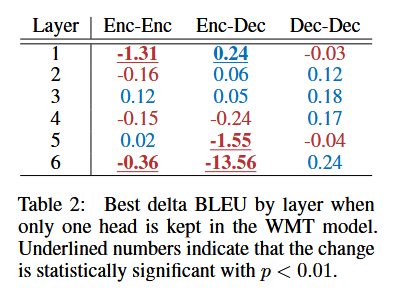 Layer Enc-Enc Enc-Dec Dec-Dec
1 -1.31 0.24 -0.03
2 -0.16 0.06 0.12
3 0.12 0.05 0.18
4 -0.15 -0.24 0.17
5 0.02 -1.55 -0.04
6 -0.36 -13.56 0.24
Table 2: Best delta BLEU by layer when
only one head is kept in the WMT model.
Underlined numbers indicate that the change
is statistically significant with p < 0.01.